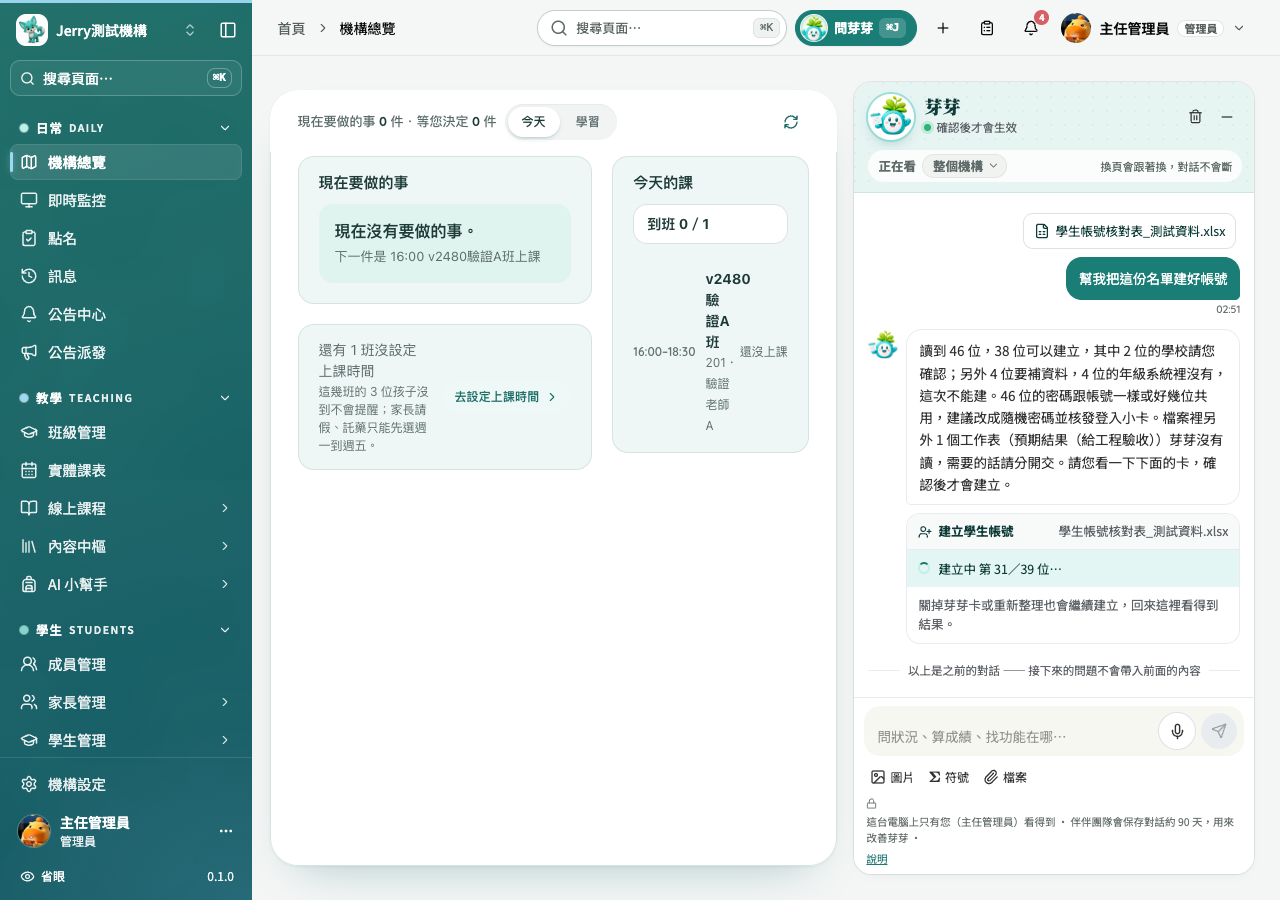 Jerry測試機構
搜尋頁面… ⌘K
日常 DAILY
機構總覽
即時監控
點名
訊息
公告中心
公告派發
教學 TEACHING
班級管理
實體課表
線上課程
內容中樞
AI 小幫手
學生 STUDENTS
成員管理
家長管理
學生管理
機構設定
主任管理員
管理員
省眼 0.1.0
首頁 > 機構總覽
搜尋頁面… ⌘K
問芽芽 ⌘J
4
主任管理員 管理員
現在要做的事 0 件 · 等您決定 0 件
今天 學習
現在要做的事
現在沒有要做的事。
下一件是 16:00 v2480驗證A班上課
還有 1 班沒設定
上課時間
這幾班的 3 位孩子沒
到不會提醒；家長請
假、託藥只能先選週
一到週五。
去設定上課時間
今天的課
到班 0 / 1
16:00–18:30
v2480
驗
證A
班
201 ·
驗證
老師
A
還沒上課
芽芽
確認後才會生效
正在看 整個機構
換頁會跟著換，對話不會斷
學生帳號核對表_測試資料.xlsx
幫我把這份名單建好帳號
02:51
讀到 46 位，38 位可以建立，其中 2 位的學校請您
確認；另外 4 位要補資料，4 位的年級系統裡沒有，
這次不能建。46 位的密碼跟帳號一樣或好幾位共
用，建議改成隨機密碼並核發登入小卡。檔案裡另
外 1 個工作表（預期結果（給工程驗收））芽芽沒有
讀，需要的話請分開交。請您看一下下面的卡，確
認後才會建立。
建立學生帳號 學生帳號核對表_測試資料.xlsx
建立中 第 31／39 位…
關掉芽芽卡或重新整理也會繼續建立，回來這裡看得到
結果。
以上是之前的對話 —— 接下來的問題不會帶入前面的內容
問狀況、算成績、找功能在哪…
圖片 符號 檔案
這台電腦上只有您（主任管理員）看得到 · 伴伴團隊會保存對話約 90 天，用來
改善芽芽 ·
說明